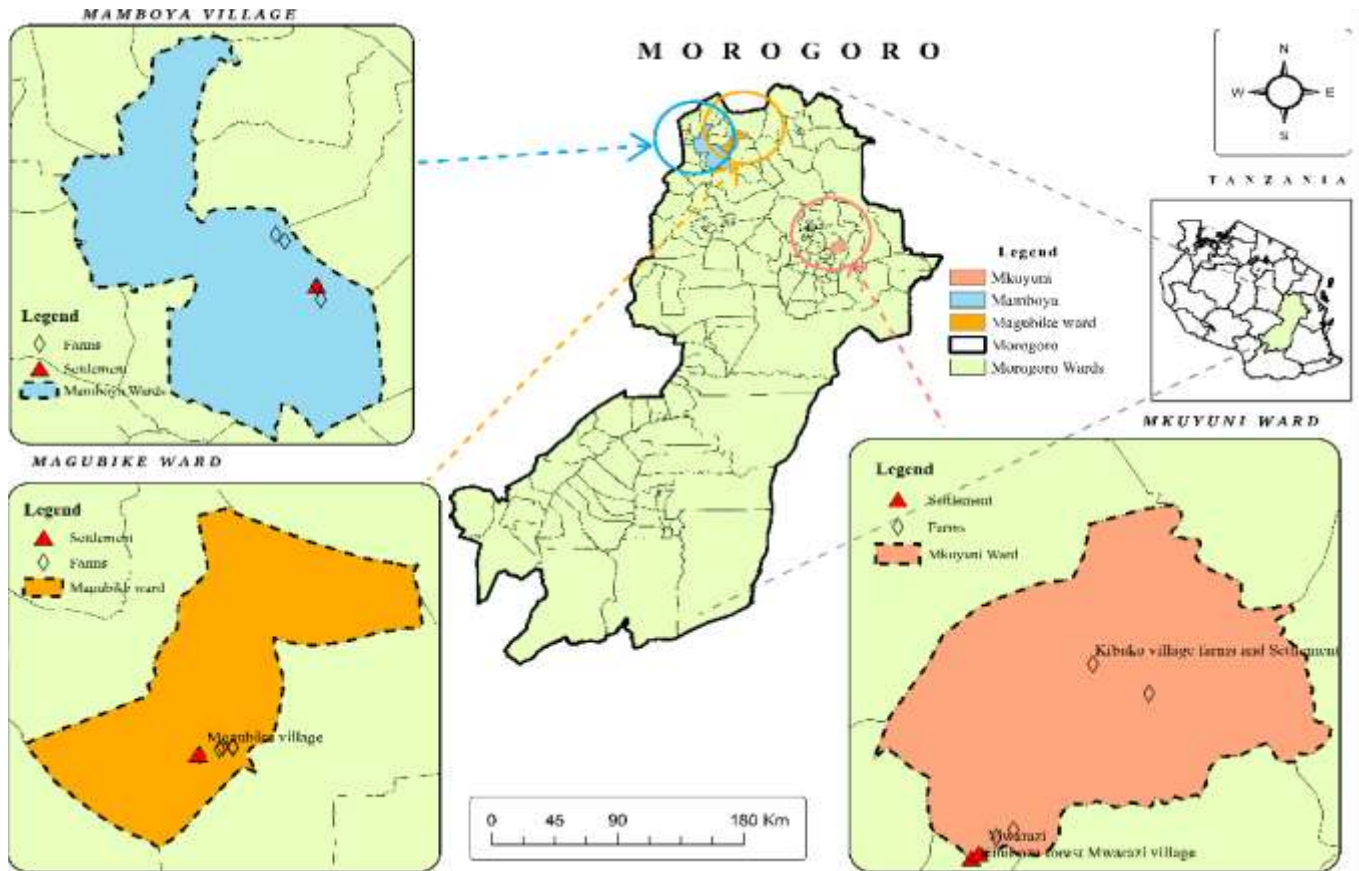 MAMBOYA VILLAGE
Legend
Farms
Settlement
Mamboya Wards
MOROGORO
N
W
E
S
TANZANIA
Legend
Mkuyuni
Mamboya
Magubike ward
Morogoro
Morogoro Wards
MAGUBIKE WARD
Legend
Settlement
Farms
Magubike ward
Magubike village
0 45 90 180 Km
MKUYUNI WARD
Legend
Settlement
Farms
Mkuyuni Ward
Kibuko village farms and Settlement
Mwarazi
forest Mwarazi village